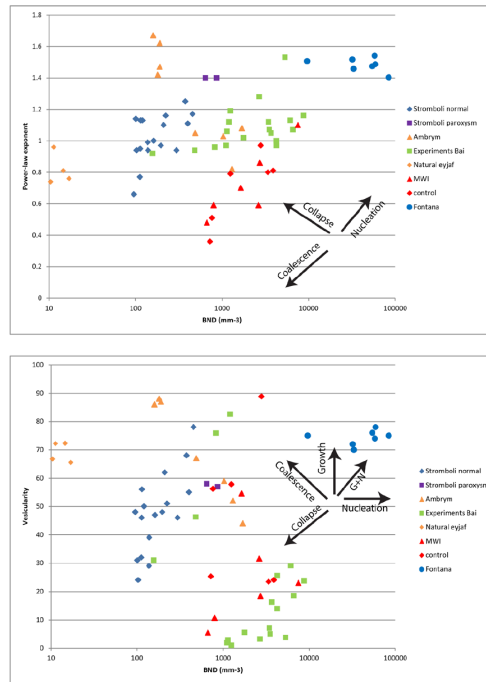 1.8
1.6
1.4
1.2
1
0.8
0.6
0.4
0.2
0
Power-law exponent
10
100
1000
10000
100000
BND (mm-3)
Collapse
Nucleation
Coalescence
Stromboli normal
Stromboli paroxysm
Ambrym
Experiments Bai
Natural eyjaf
MWI
control
Fontana
100
90
80
70
60
50
40
30
20
10
0
Vesicularity
10
100
1000
10000
100000
BND (mm-3)
Coalescence
Growth
G+N
Nucleation
Collapse
Stromboli normal
Stromboli paroxysm
Ambrym
Experiments Bai
Natural eyjaf
MWI
control
Fontana